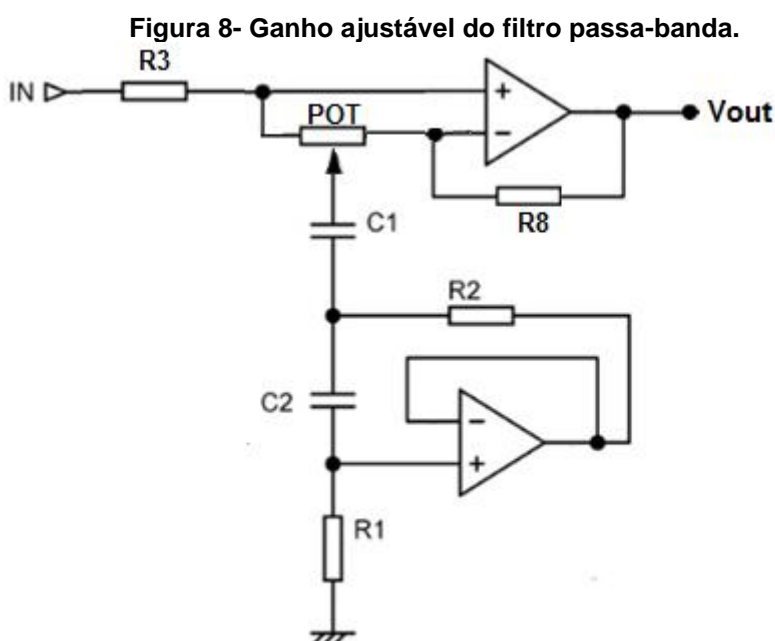 Figura 8- Ganho ajustável do filtro passa-banda.
R3
IN
POT
+
-
Vout
R8
C1
R2
C2
-
+
R1